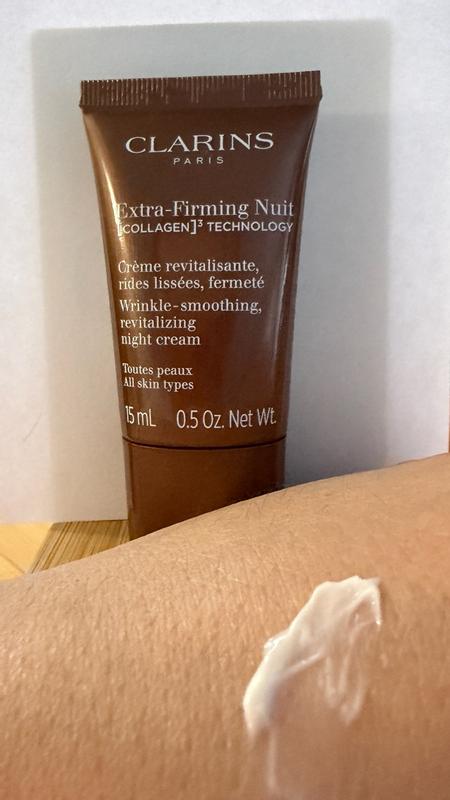 CLARINS
PARIS
Extra-Firming Nuit
[COLLAGEN]³ TECHNOLOGY
Crème revitalisante,
rides lissées, fermeté
Wrinkle-smoothing,
revitalizing
night cream
Toutes peaux
All skin types
15 mL 0.5 Oz. Net Wt.